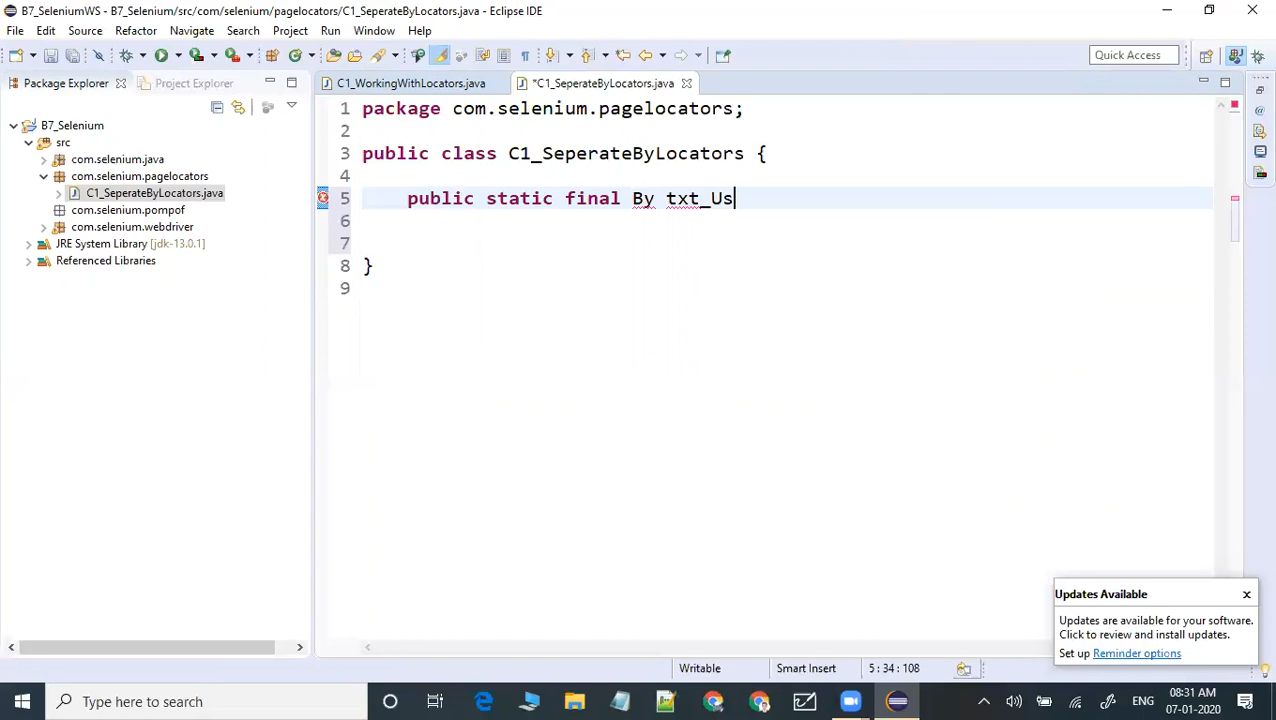 B7_SeleniumWS - B7_Selenium/src/com/selenium/pagelocators/C1_SeperateByLocators.java - Eclipse IDE
File Edit Source Refactor Navigate Search Project Run Window Help
Quick Access
Package Explorer Project Explorer
C1_WorkingWithLocators.java *C1_SeperateByLocators.java
B7_Selenium
src
com.selenium.java
com.selenium.pagelocators
C1_SeperateByLocators.java
com.selenium.pompof
com.selenium.webdriver
JRE System Library [jdk-13.0.1]
Referenced Libraries
1 package com.selenium.pagelocators;
2
3 public class C1_SeperateByLocators {
4
5 public static final By txt_Us
6
7
8 }
9
Updates Available x
Updates are available for your software.
Click to review and install updates.
Set up Reminder options
Writable Smart Insert 5 : 34 : 108
Type here to search
ENG
08:31 AM
07-01-2020